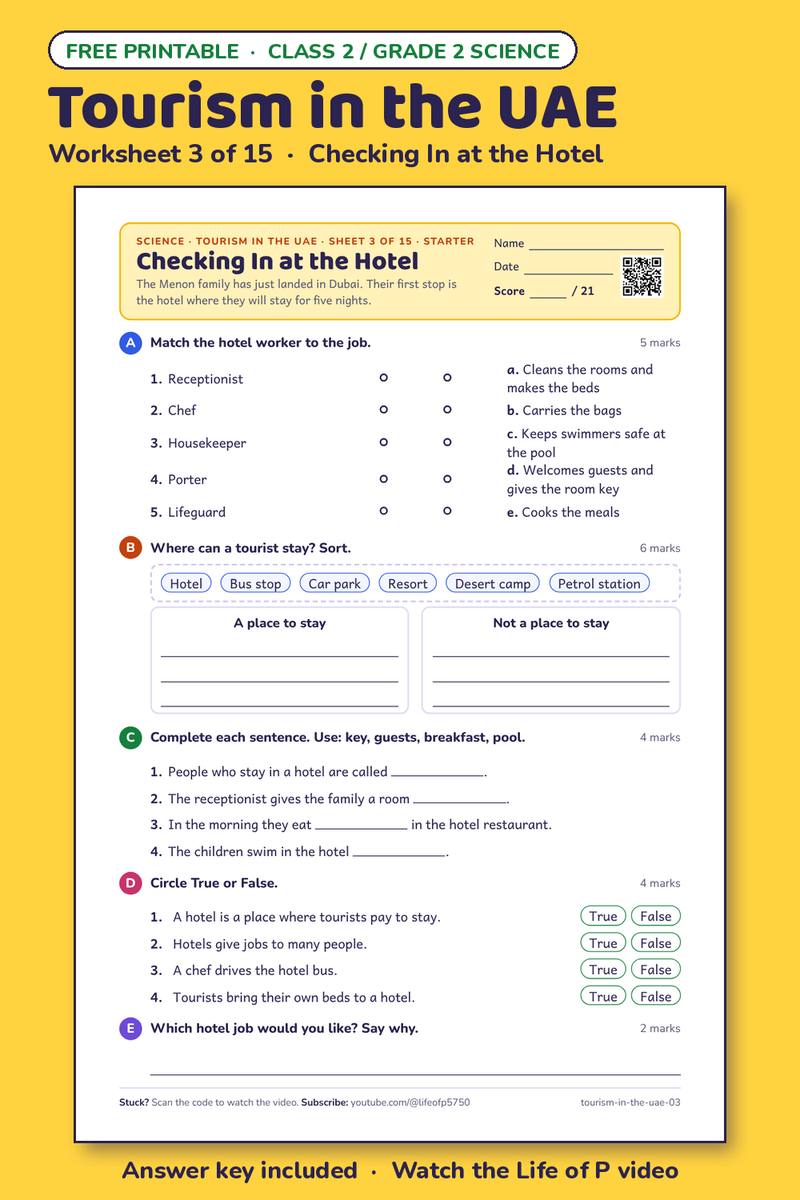 FREE PRINTABLE · CLASS 2 / GRADE 2 SCIENCE
Tourism in the UAE
Worksheet 3 of 15 · Checking In at the Hotel
SCIENCE · TOURISM IN THE UAE · SHEET 3 OF 15 · STARTER
Checking In at the Hotel
The Menon family has just landed in Dubai. Their first stop is
the hotel where they will stay for five nights.
Name ____________
Date ____________
Score ______ / 21
A Match the hotel worker to the job. 5 marks
1. Receptionist
a. Cleans the rooms and
makes the beds
2. Chef
b. Carries the bags
3. Housekeeper
c. Keeps swimmers safe at
the pool
4. Porter
d. Welcomes guests and
gives the room key
5. Lifeguard
e. Cooks the meals
B Where can a tourist stay? Sort. 6 marks
Hotel Bus stop Car park Resort Desert camp Petrol station
A place to stay Not a place to stay
C Complete each sentence. Use: key, guests, breakfast, pool. 4 marks
1. People who stay in a hotel are called ____________.
2. The receptionist gives the family a room ____________.
3. In the morning they eat ____________ in the hotel restaurant.
4. The children swim in the hotel ____________.
D Circle True or False. 4 marks
1. A hotel is a place where tourists pay to stay. True False
2. Hotels give jobs to many people. True False
3. A chef drives the hotel bus. True False
4. Tourists bring their own beds to a hotel. True False
E Which hotel job would you like? Say why. 2 marks
Stuck? Scan the code to watch the video. Subscribe: youtube.com/@lifeofp5750 tourism-in-the-uae-03
Answer key included · Watch the Life of P video